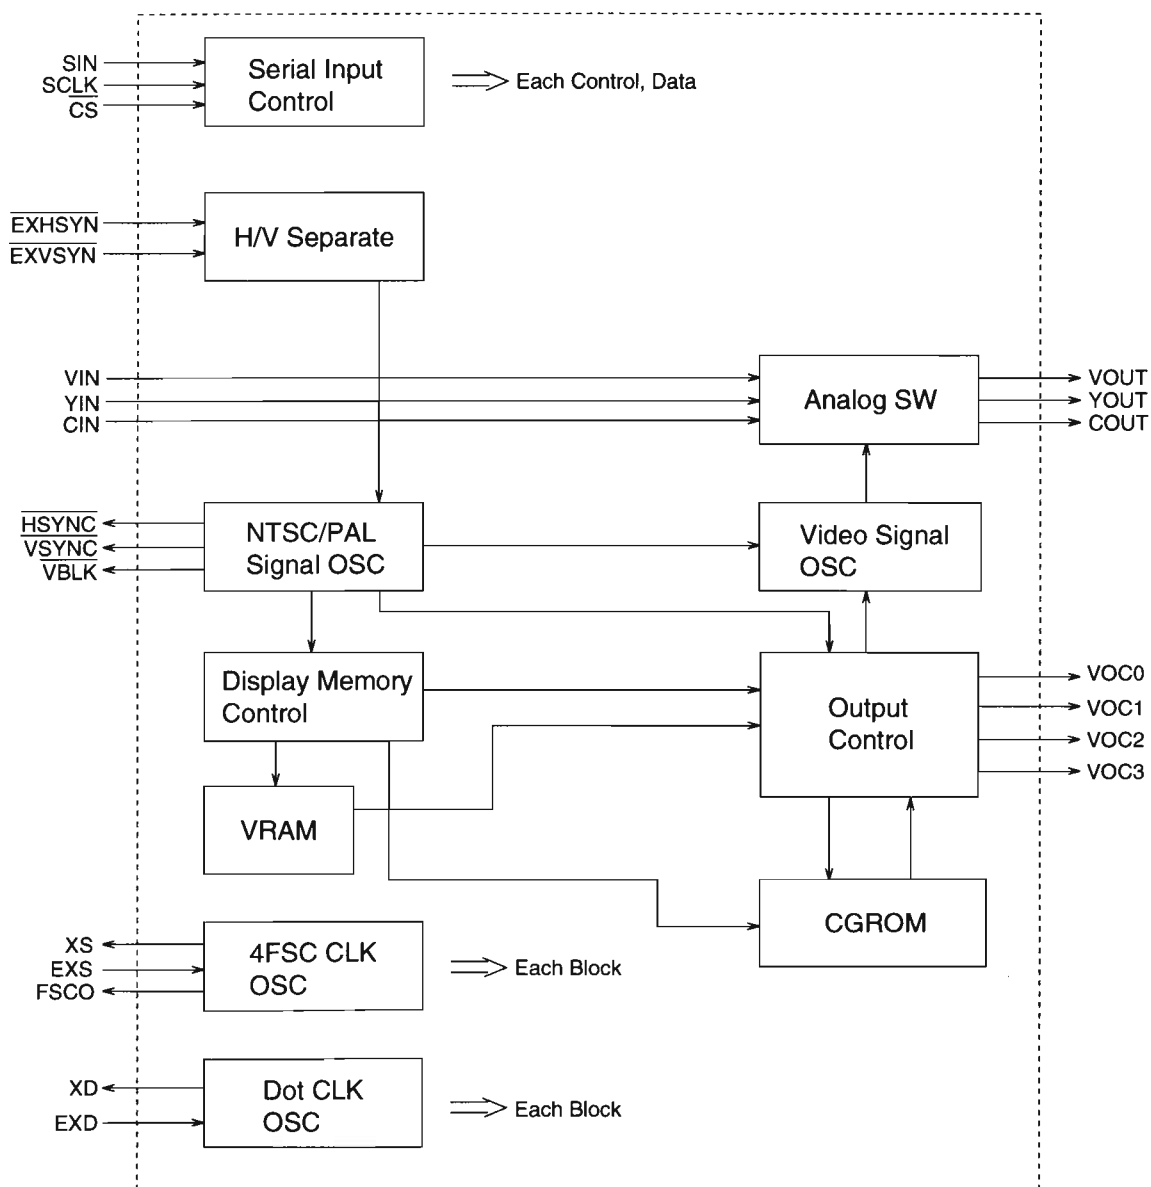 SIN
SCLK
CS
Serial Input
Control
Each Control, Data
EXHSYN
EXVSYN
H/V Separate
VIN
YIN
CIN
Analog SW
VOUT
YOUT
COUT
HSYNC
VSYNC
VBLK
NTSC/PAL
Signal OSC
Video Signal
OSC
Display Memory
Control
Output
Control
VOC0
VOC1
VOC2
VOC3
VRAM
CGROM
XS
EXS
FSCO
4FSC CLK
OSC
Each Block
XD
EXD
Dot CLK
OSC
Each Block